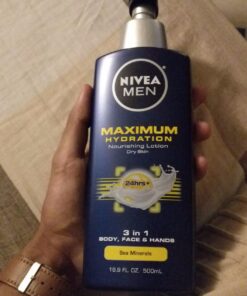 NIVEA
MEN
MAXIMUM
HYDRATION
Nourishing Lotion
Dry Skin
24hrs+
3 in 1
BODY, FACE & HANDS
Sea Minerals
16.9 FL. OZ. 500mL